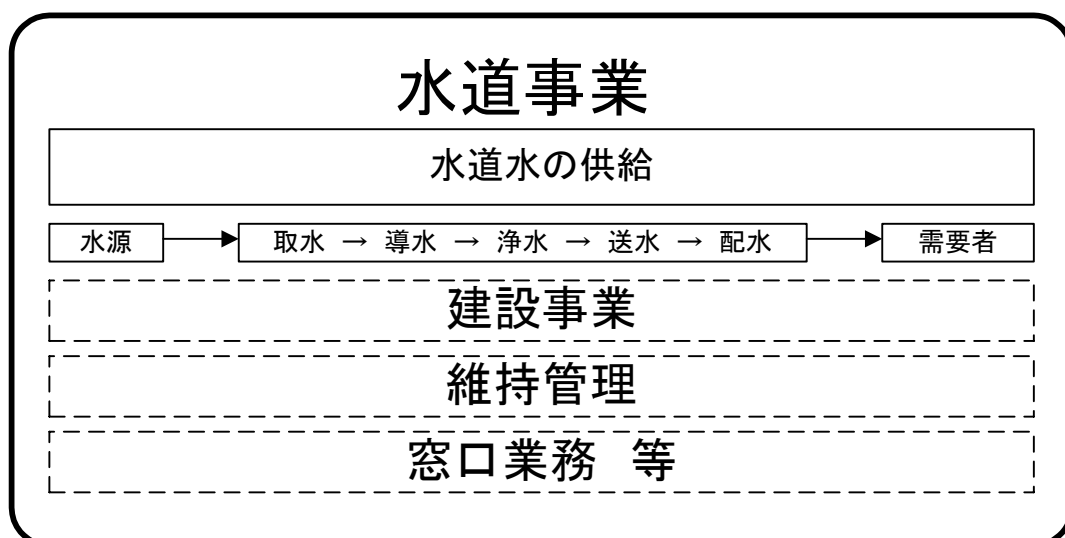 水道事業
水道水の供給
水源 取水 → 導水 → 浄水 → 送水 → 配水 需要者
建設事業
維持管理
窓口業務 等